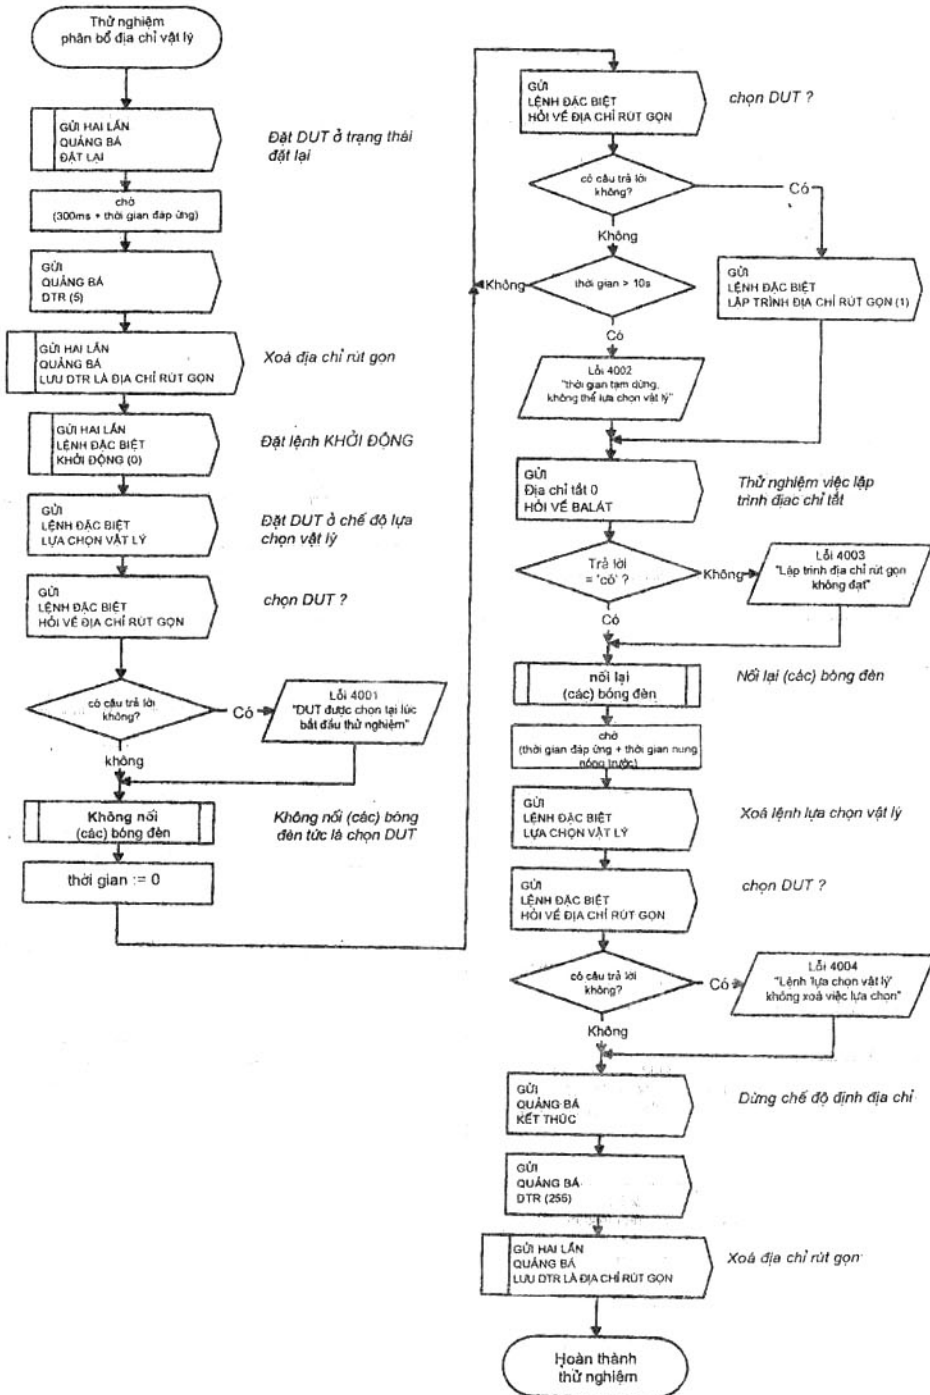 Thử nghiệm
phân bổ địa chỉ vật lý
GỬI HAI LẦN
QUẢNG BÁ
ĐẶT LẠI
Đặt DUT ở trạng thái
đặt lại
chờ
(300ms + thời gian đáp ứng)
GỬI
QUẢNG BÁ
DTR (5)
GỬI HAI LẦN
QUẢNG BÁ
LƯU DTR LÀ ĐỊA CHỈ RÚT GỌN
Xoá địa chỉ rút gọn
GỬI HAI LẦN
LỆNH ĐẶC BIỆT
KHỞI ĐỘNG (0)
Đặt lệnh KHỞI ĐỘNG
GỬI
LỆNH ĐẶC BIỆT
LỰA CHỌN VẬT LÝ
Đặt DUT ở chế độ lựa
chọn vật lý
GỬI
LỆNH ĐẶC BIỆT
HỎI VỀ ĐỊA CHỈ RÚT GỌN
chọn DUT ?
có câu trả lời
không?
Có
Lỗi 4001
"DUT được chọn tại lúc
bắt đầu thử nghiệm"
không
Không nối
(các) bóng đèn
Không nối (các) bóng
đèn tức là chọn DUT
thời gian := 0
GỬI
LỆNH ĐẶC BIỆT
HỎI VỀ ĐỊA CHỈ RÚT GỌN
chọn DUT ?
có câu trả lời
không?
Có
Không
thời gian > 10s
Không
GỬI
LỆNH ĐẶC BIỆT
LẬP TRÌNH ĐỊA CHỈ RÚT GỌN (1)
Có
Lỗi 4002
"thời gian tạm dừng,
không thể lựa chọn vật lý"
GỬI
Địa chỉ tắt 0
HỎI VỀ BALÁT
Thử nghiệm việc lập
trình địac chỉ tắt
Trả lời
= 'có' ?
Không
Lỗi 4003
"Lập trình địa chỉ rút gọn
không đạt"
Có
nối lại
(các) bóng đèn
Nối lại (các) bóng đèn
chờ
(thời gian đáp ứng + thời gian nung
nóng trước)
GỬI
LỆNH ĐẶC BIỆT
LỰA CHỌN VẬT LÝ
Xoá lệnh lựa chọn vật lý
GỬI
LỆNH ĐẶC BIỆT
HỎI VỀ ĐỊA CHỈ RÚT GỌN
chọn DUT ?
có câu trả lời
không?
Có
Lỗi 4004
"Lệnh 'lựa chọn vật lý'
không xoá việc lựa chọn"
Không
GỬI
QUẢNG BÁ
KẾT THÚC
Dừng chế độ định địa chỉ
GỬI
QUẢNG BÁ
DTR (255)
GỬI HAI LẦN
QUẢNG BÁ
LƯU DTR LÀ ĐỊA CHỈ RÚT GỌN
Xoá địa chỉ rút gọn
Hoàn thành
thử nghiệm